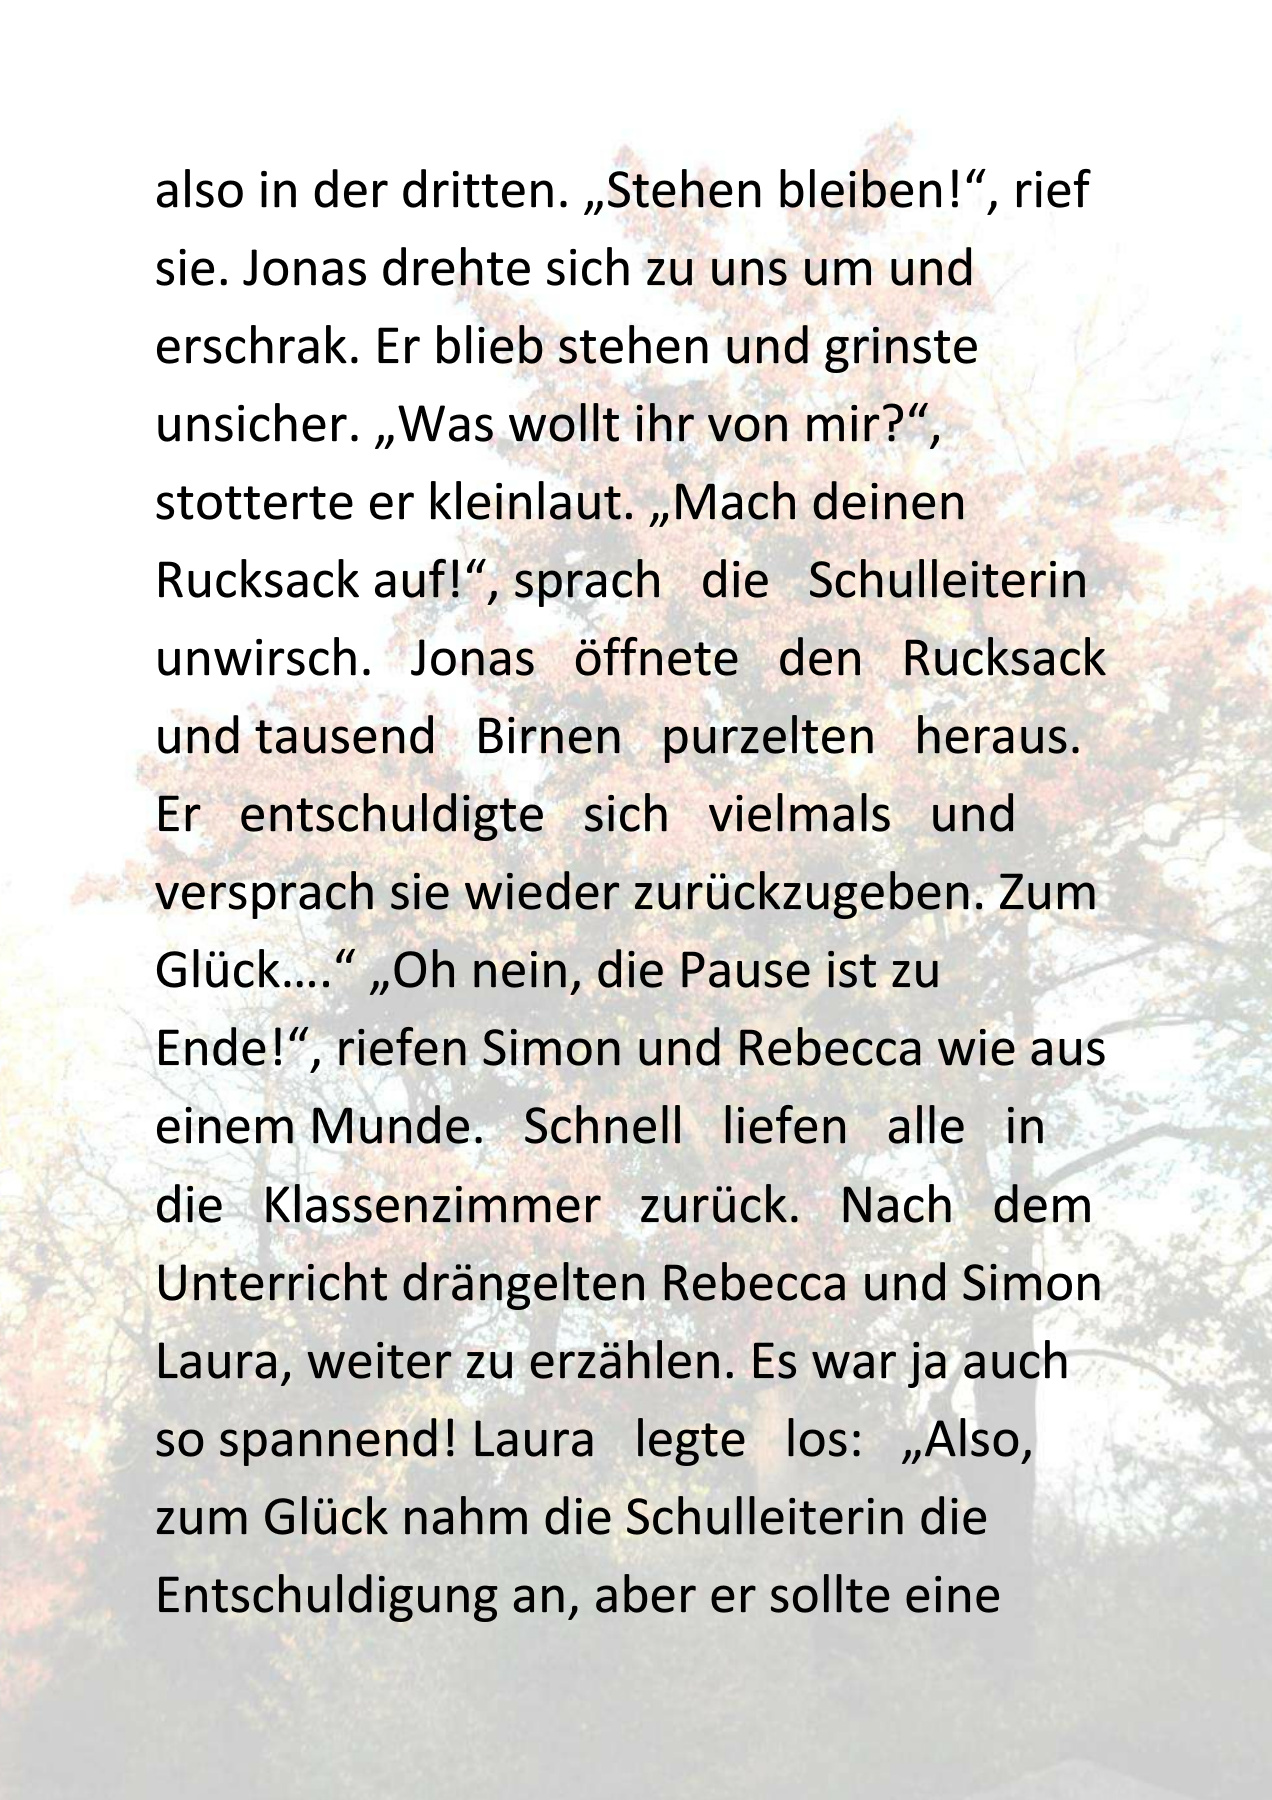 also in der dritten. „Stehen bleiben!“, rief
sie. Jonas drehte sich zu uns um und
erschrak. Er blieb stehen und grinste
unsicher. „Was wollt ihr von mir?“,
stotterte er kleinlaut. „Mach deinen
Rucksack auf!“, sprach die Schulleiterin
unwirsch. Jonas öffnete den Rucksack
und tausend Birnen purzelten heraus.
Er entschuldigte sich vielmals und
versprach sie wieder zurückzugeben. Zum
Glück....“ „Oh nein, die Pause ist zu
Ende!“, riefen Simon und Rebecca wie aus
einem Munde. Schnell liefen alle in
die Klassenzimmer zurück. Nach dem
Unterricht drängelten Rebecca und Simon
Laura, weiter zu erzählen. Es war ja auch
so spannend! Laura legte los: „Also,
zum Glück nahm die Schulleiterin die
Entschuldigung an, aber er sollte eine